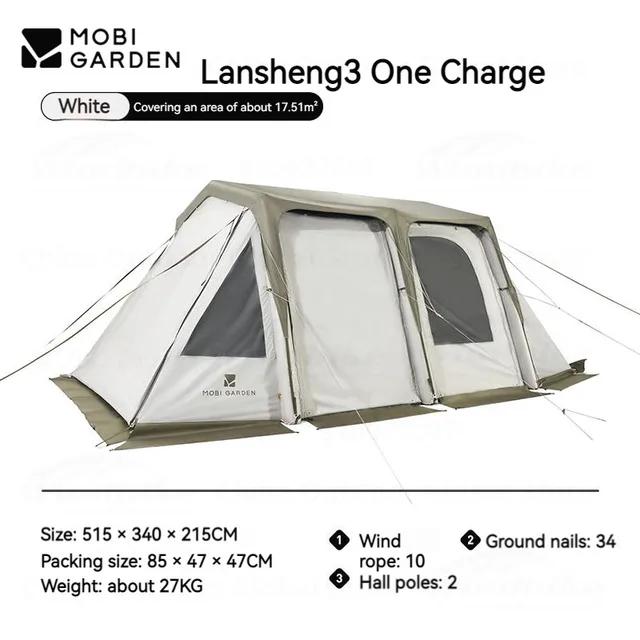 MOBI
GARDEN
Lansheng3 One Charge
White
Covering an area of about 17.51m²
MOBI GARDEN
Size: 515 × 340 × 215CM
Packing size: 85 × 47 × 47CM
Weight: about 27KG
1 Wind
rope: 10
2 Ground nails: 34
3 Hall poles: 2